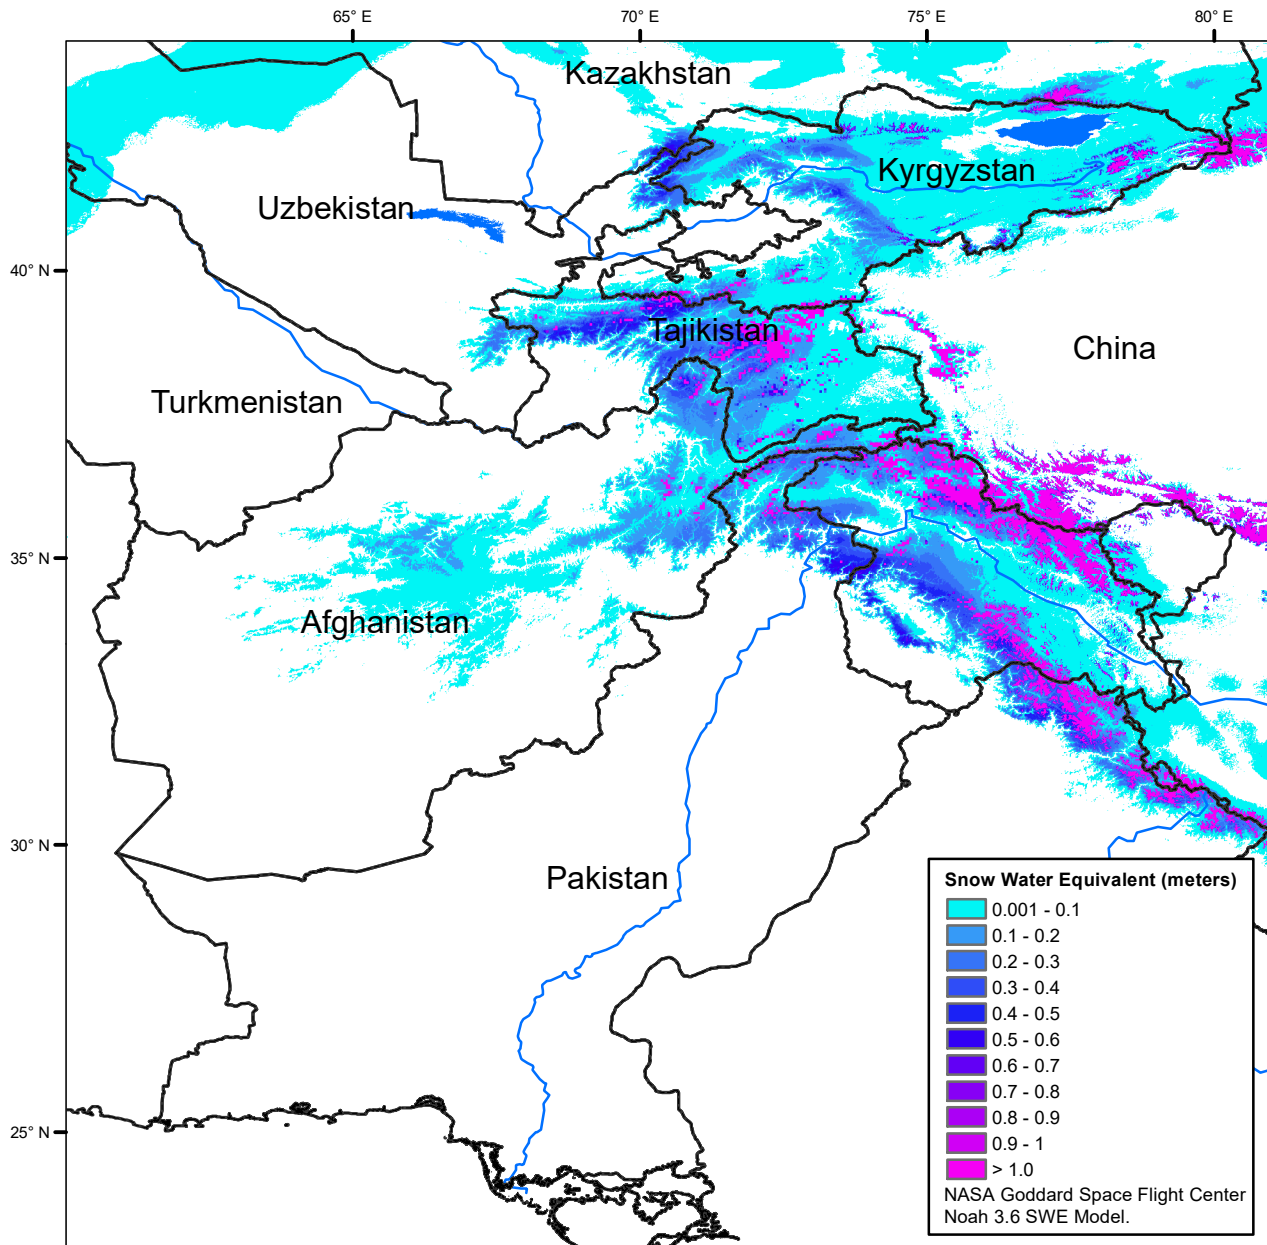 65° E 70° E 75° E 80° E
Kazakhstan
Kyrgyzstan
Uzbekistan
40° N
Tajikistan
China
Turkmenistan
35° N
Afghanistan
30° N
Pakistan
Snow Water Equivalent (meters)
0.001 - 0.1
0.1 - 0.2
0.2 - 0.3
0.3 - 0.4
0.4 - 0.5
0.5 - 0.6
0.6 - 0.7
0.7 - 0.8
0.8 - 0.9
0.9 - 1
> 1.0
25° N
NASA Goddard Space Flight Center
Noah 3.6 SWE Model.